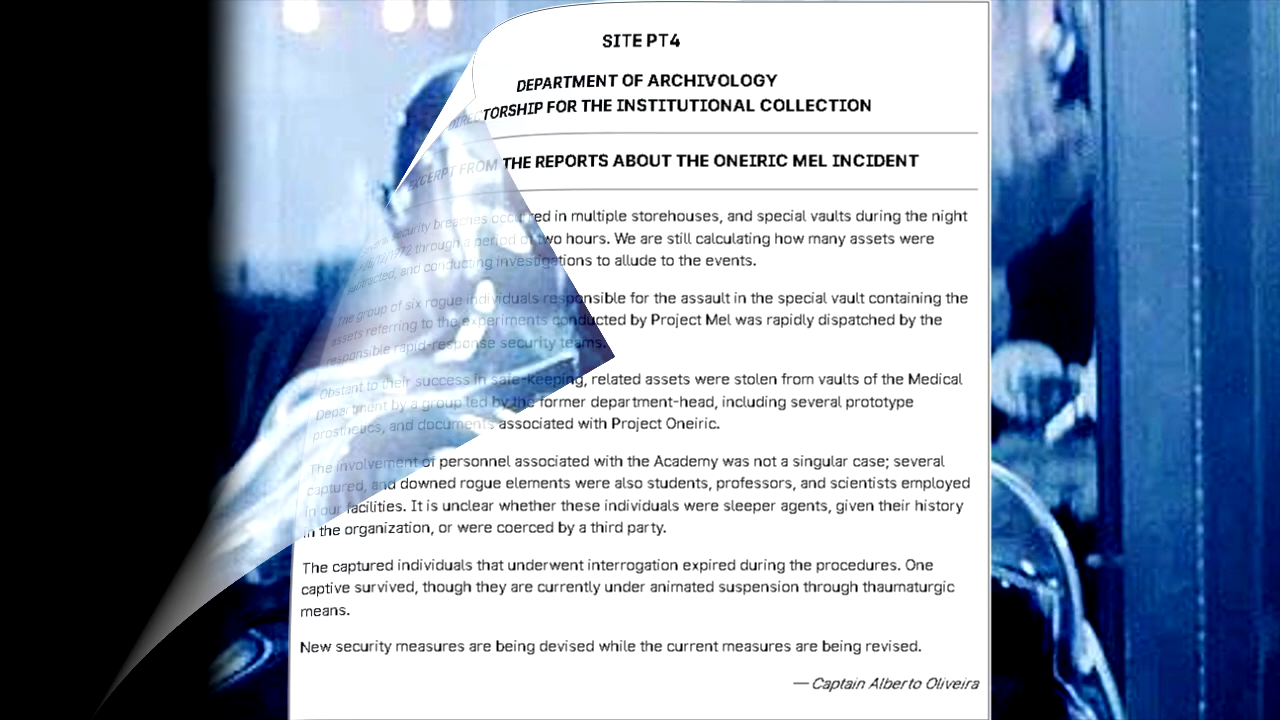 SITE PT4
DEPARTMENT OF ARCHIVOLOGY
DIRECTORSHIP FOR THE INSTITUTIONAL COLLECTION
EXCERPT FROM THE REPORTS ABOUT THE ONEIRIC MEL INCIDENT
security breaches occurred in multiple storehouses, and special vaults during the night
through a period of two hours. We are still calculating how many assets were
and conducting investigations to allude to the events.
The group of six rogue individuals responsible for the assault in the special vault containing the
assets referring to the experiments conducted by Project Mel was rapidly dispatched by the
responsible rapid-response security teams.
Obstant to their success in safe-keeping, related assets were stolen from vaults of the Medical
Department by a group led by the former department-head, including several prototype
prosthetics, and documents associated with Project Oneiric.
The involvement of personnel associated with the Academy was not a singular case; several
captured, and downed rogue elements were also students, professors, and scientists employed
in our facilities. It is unclear whether these individuals were sleeper agents, given their history
in the organization, or were coerced by a third party.
The captured individuals that underwent interrogation expired during the procedures. One
captive survived, though they are currently under animated suspension through thaumaturgic
means.
New security measures are being devised while the current measures are being revised.
— Captain Alberto Oliveira